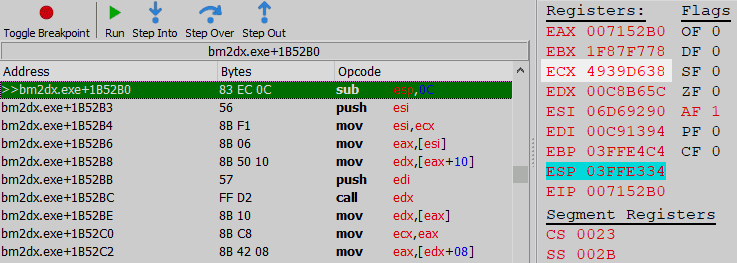 Toggle Breakpoint Run Step Into Step Over Step Out
bm2dx.exe+1B52B0
Address Bytes Opcode
>>bm2dx.exe+1B52B0 83 EC 0C sub esp,0C
bm2dx.exe+1B52B3 56 push esi
bm2dx.exe+1B52B4 8B F1 mov esi,ecx
bm2dx.exe+1B52B6 8B 06 mov eax,[esi]
bm2dx.exe+1B52B8 8B 50 10 mov edx,[eax+10]
bm2dx.exe+1B52BB 57 push edi
bm2dx.exe+1B52BC FF D2 call edx
bm2dx.exe+1B52BE 8B 10 mov edx,[eax]
bm2dx.exe+1B52C0 8B C8 mov ecx,eax
bm2dx.exe+1B52C2 8B 42 08 mov eax,[edx+08]
Registers: Flags
EAX 007152B0 OF 0
EBX 1F87F778 DF 0
ECX 4939D638 SF 0
EDX 00C8B65C ZF 0
ESI 06D69290 AF 1
EDI 00C91394 PF 0
EBP 03FFE4C4 CF 0
ESP 03FFE334
EIP 007152B0
Segment Registers
CS 0023
SS 002B